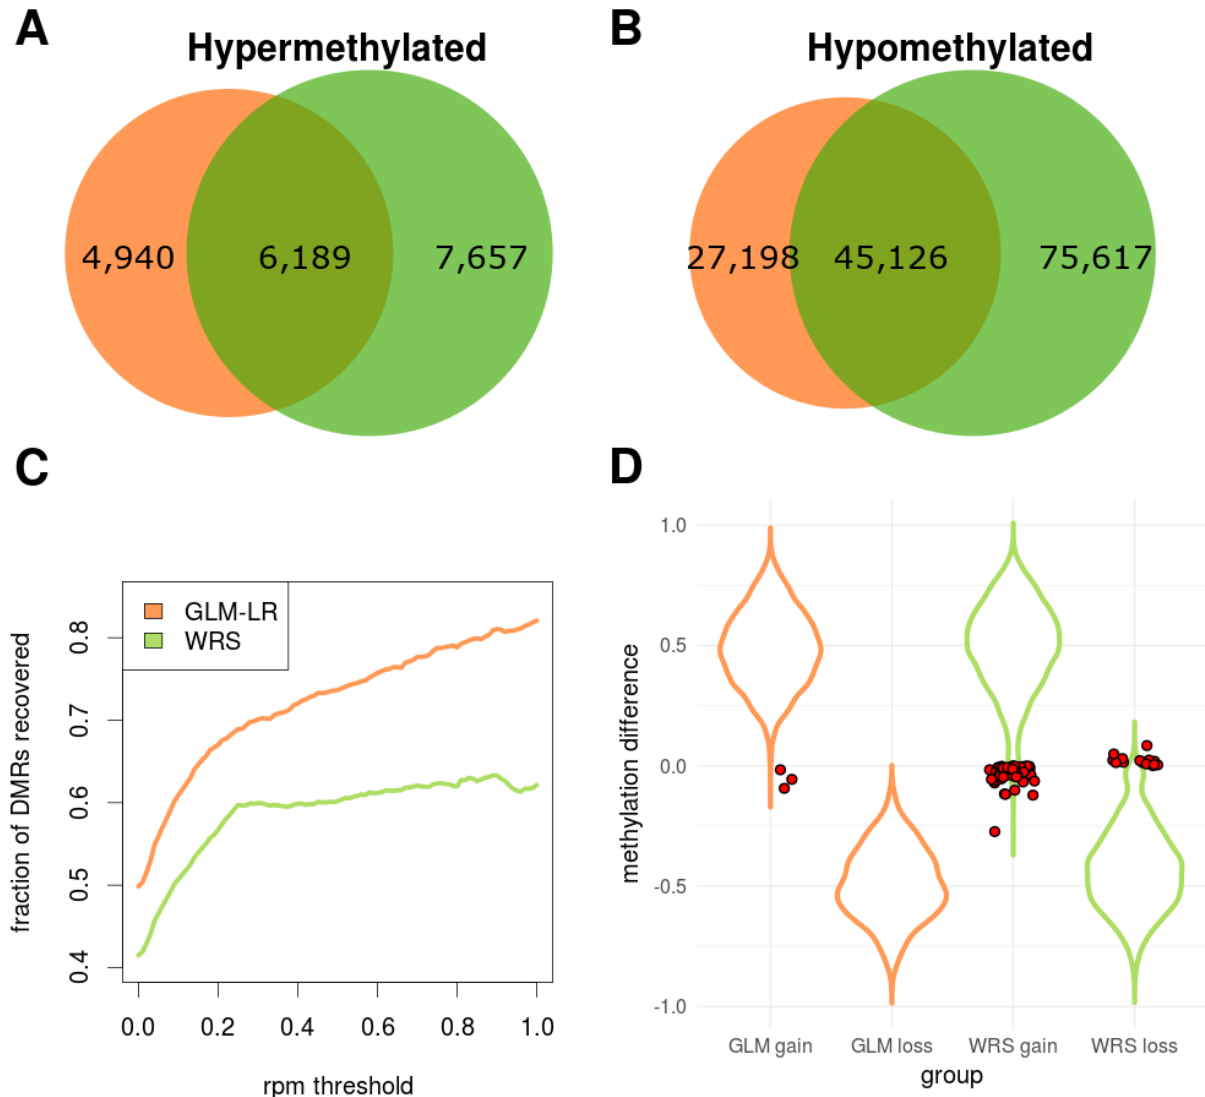 A
Hypermethylated
4,940 6,189 7,657
B
Hypomethylated
27,198 45,126 75,617
C
GLM-LR
WRS
fraction of DMRs recovered
0.8
0.7
0.6
0.5
0.4
0.0 0.2 0.4 0.6 0.8 1.0
rpm threshold
D
methylation difference
1.0
0.5
0.0
-0.5
-1.0
GLM gain GLM loss WRS gain WRS loss
group